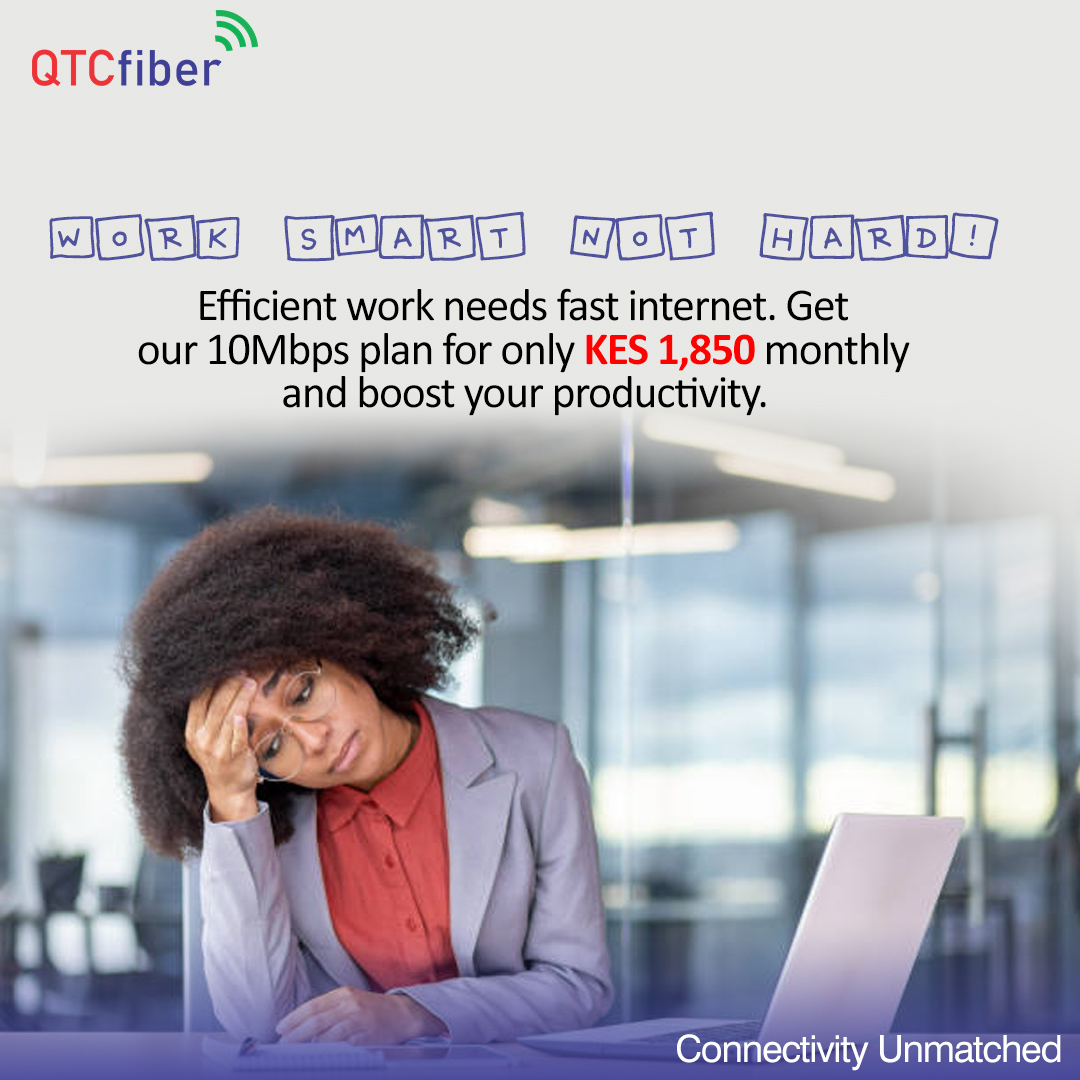 QTCfiber
WORK SMART NOT HARD!
Efficient work needs fast internet. Get
our 10Mbps plan for only KES 1,850 monthly
and boost your productivity.
Connectivity Unmatched